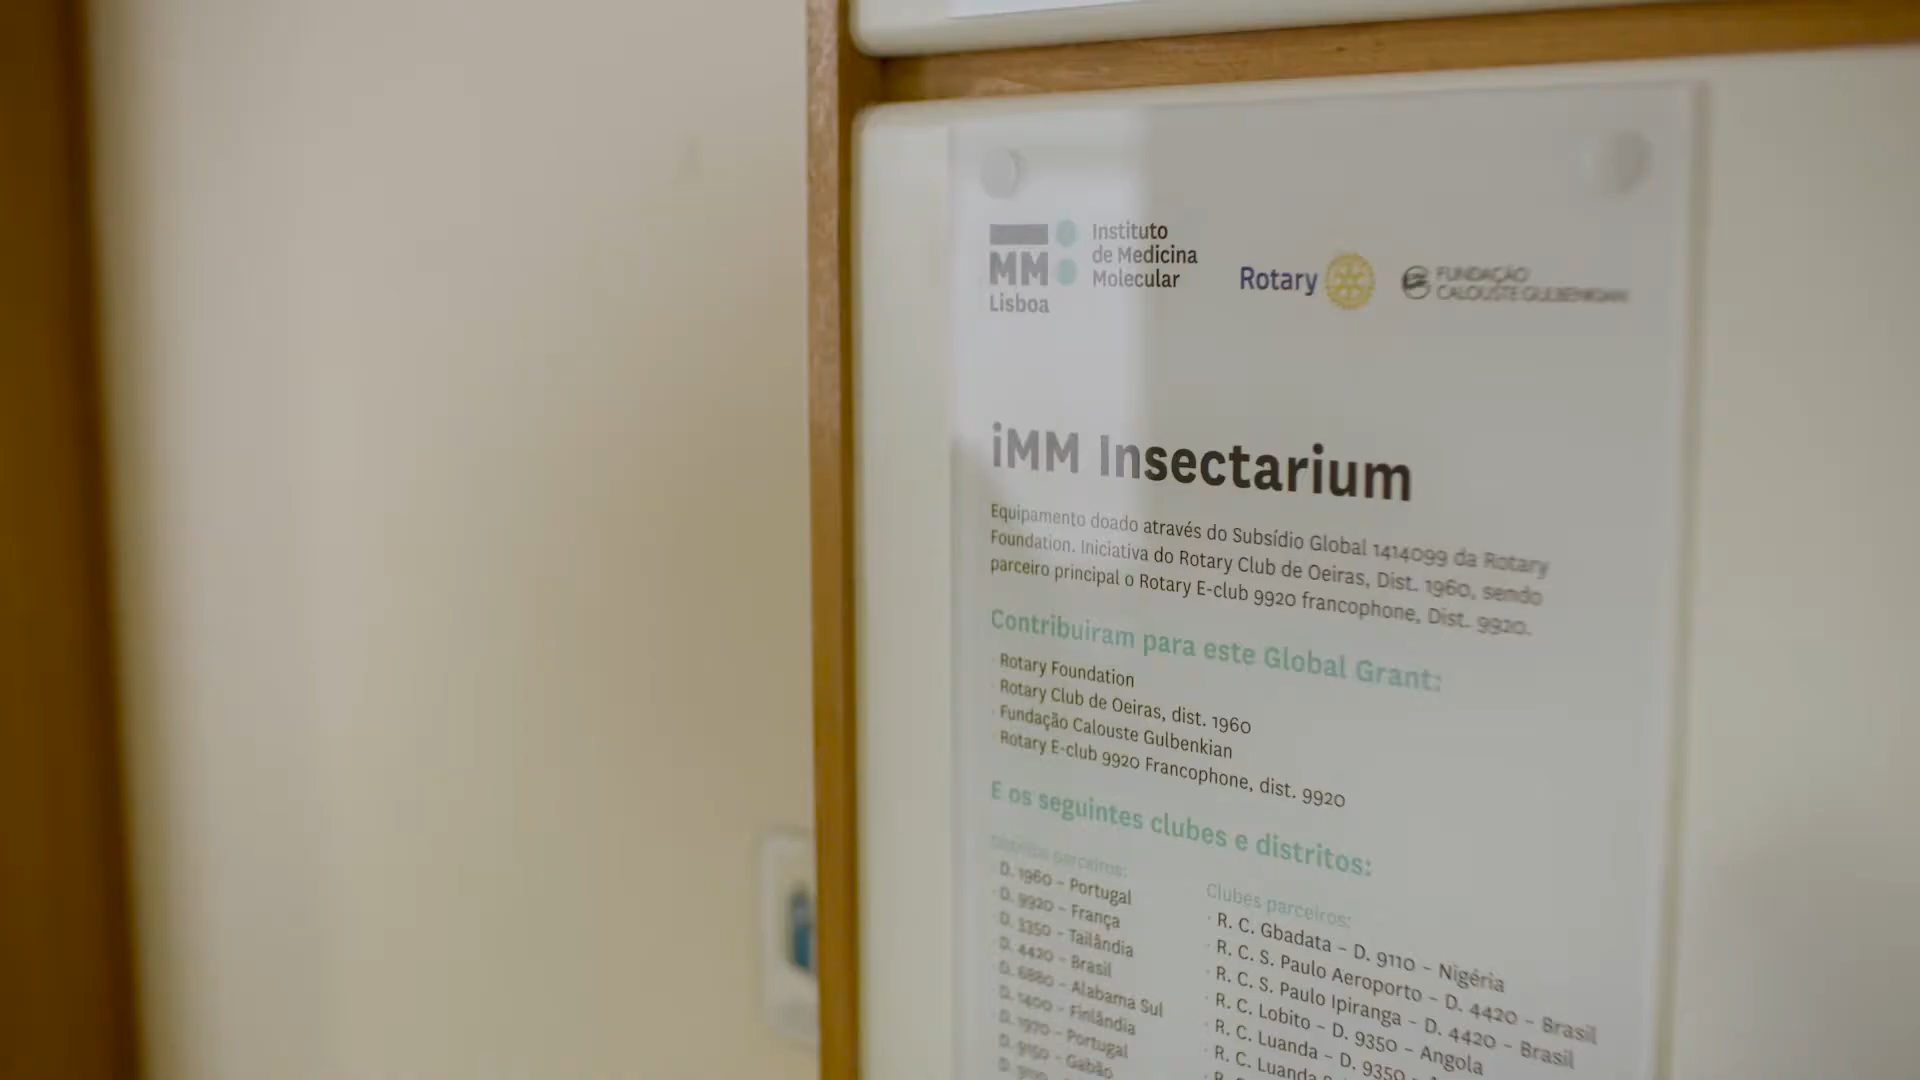 iMM
Lisboa
Instituto
de Medicina
Molecular
Rotary
FUNDAÇÃO
CALOUSTE GULBENKIAN
iMM Insectarium
Equipamento doado através do Subsídio Global 1414099 da Rotary
Foundation. Iniciativa do Rotary Club de Oeiras, Dist. 1960, sendo
parceiro principal o Rotary E-club 9920 francophone, Dist. 9920.
Contribuiram para este Global Grant:
· Rotary Foundation
· Rotary Club de Oeiras, dist. 1960
· Fundação Calouste Gulbenkian
· Rotary E-club 9920 Francophone, dist. 9920
E os seguintes clubes e distritos:
parceiros:
· D. 1960 - Portugal
· D. 9920 - França
· D. 3350 - Tailândia
· D. 4420 - Brasil
· D. 6880 - Alabama Sul
· D. 1400 - Finlândia
· D. 1970 - Portugal
· D. 9150 - Gabão
Clubes parceiros:
· R. C. Gbadata - D. 9110 - Nigéria
· R. C. S. Paulo Aeroporto - D. 4420 - Brasil
· R. C. S. Paulo Ipiranga - D. 4420 - Brasil
· R. C. Lobito - D. 9350 - Angola
· R. C. Luanda - D. 9350
· R. C. Luanda